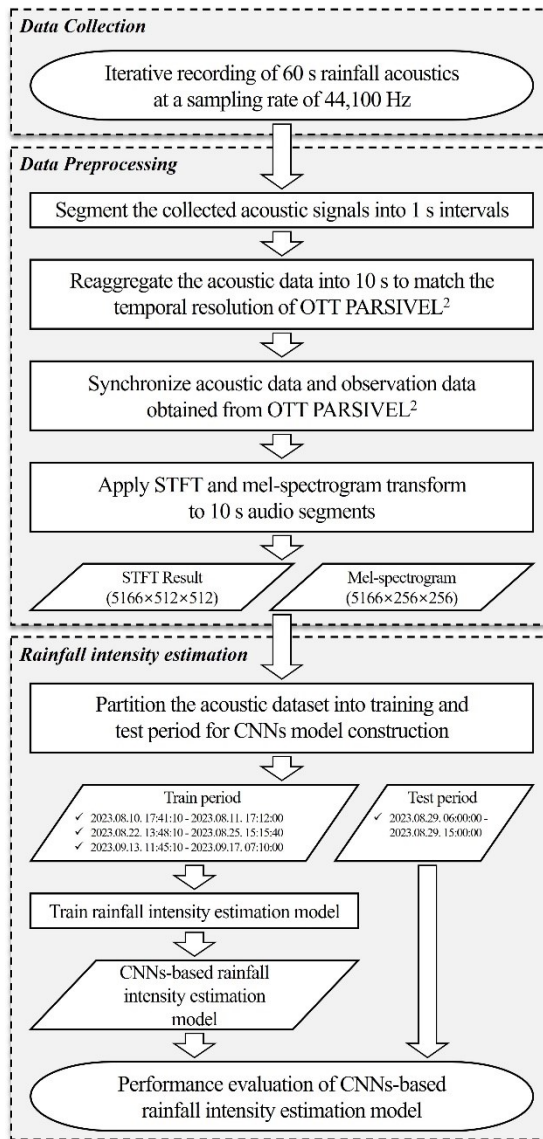 Data Collection
Iterative recording of 60 s rainfall acoustics
at a sampling rate of 44,100 Hz
Data Preprocessing
Segment the collected acoustic signals into 1 s intervals
Reaggregate the acoustic data into 10 s to match the
temporal resolution of OTT PARSIVEL²
Synchronize acoustic data and observation data
obtained from OTT PARSIVEL²
Apply STFT and mel-spectrogram transform
to 10 s audio segments
STFT Result
(5166×512×512)
Mel-spectrogram
(5166×256×256)
Rainfall intensity estimation
Partition the acoustic dataset into training and
test period for CNNs model construction
Train period
✓ 2023.08.10. 17:41:10 - 2023.08.11. 17:12:00
✓ 2023.08.22. 13:48:10 - 2023.08.25. 15:15:40
✓ 2023.09.13. 11:45:10 - 2023.09.17. 07:10:00
Test period
✓ 2023.08.29. 06:00:00 -
2023.08.29. 15:00:00
Train rainfall intensity estimation model
CNNs-based rainfall
intensity estimation
model
Performance evaluation of CNNs-based
rainfall intensity estimation model